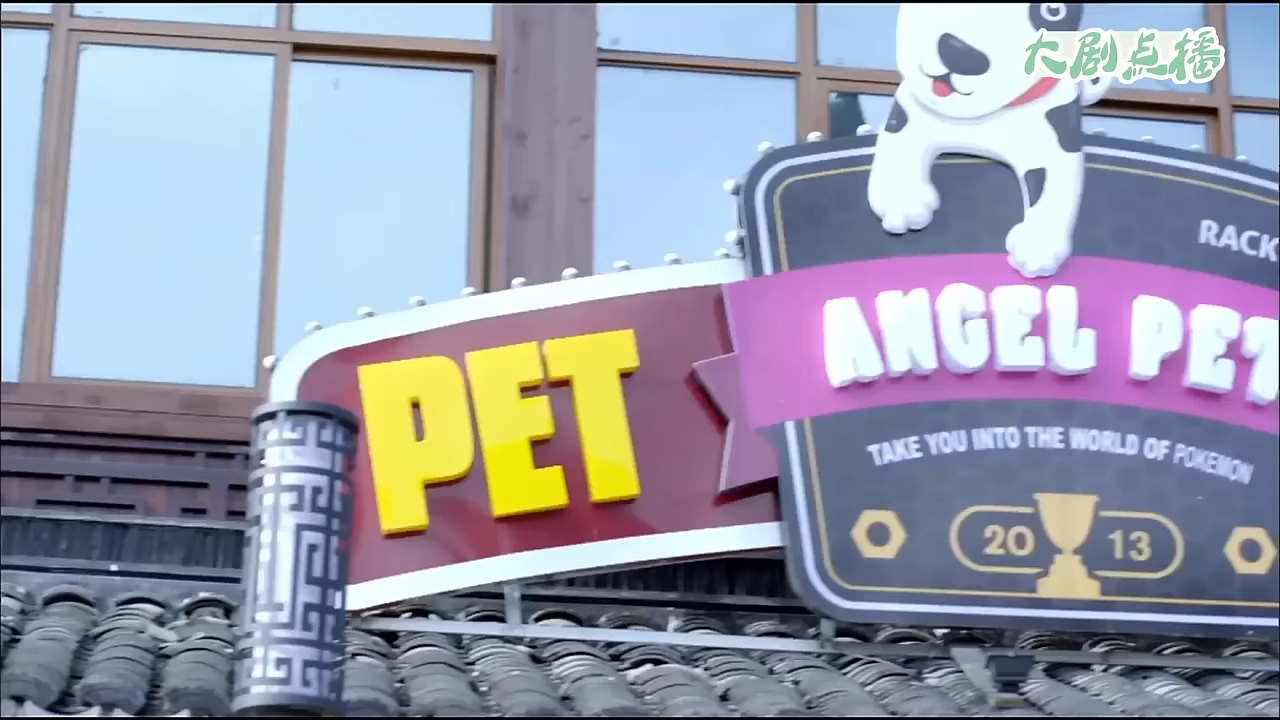 大剧点播
RACK
PET
ANGEL PET
TAKE YOU INTO THE WORLD OF POKEMON
20 13